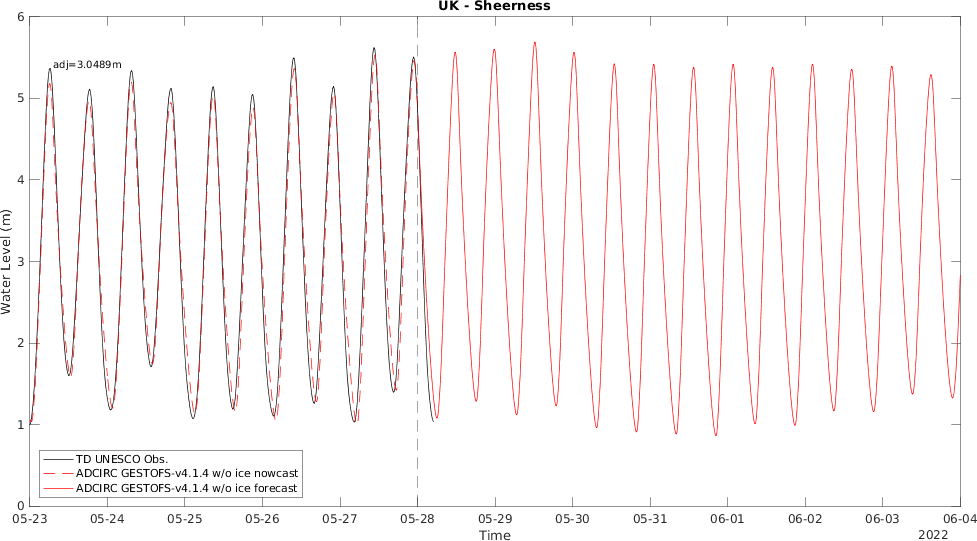 UK - Sheerness
adj=3.0489m
Water Level (m)
6
5
4
3
2
1
0
TD UNESCO Obs.
ADCIRC GESTOFS-v4.1.4 w/o ice nowcast
ADCIRC GESTOFS-v4.1.4 w/o ice forecast
05-23 05-24 05-25 05-26 05-27 05-28 05-29 05-30 05-31 06-01 06-02 06-03 06-04
Time
2022